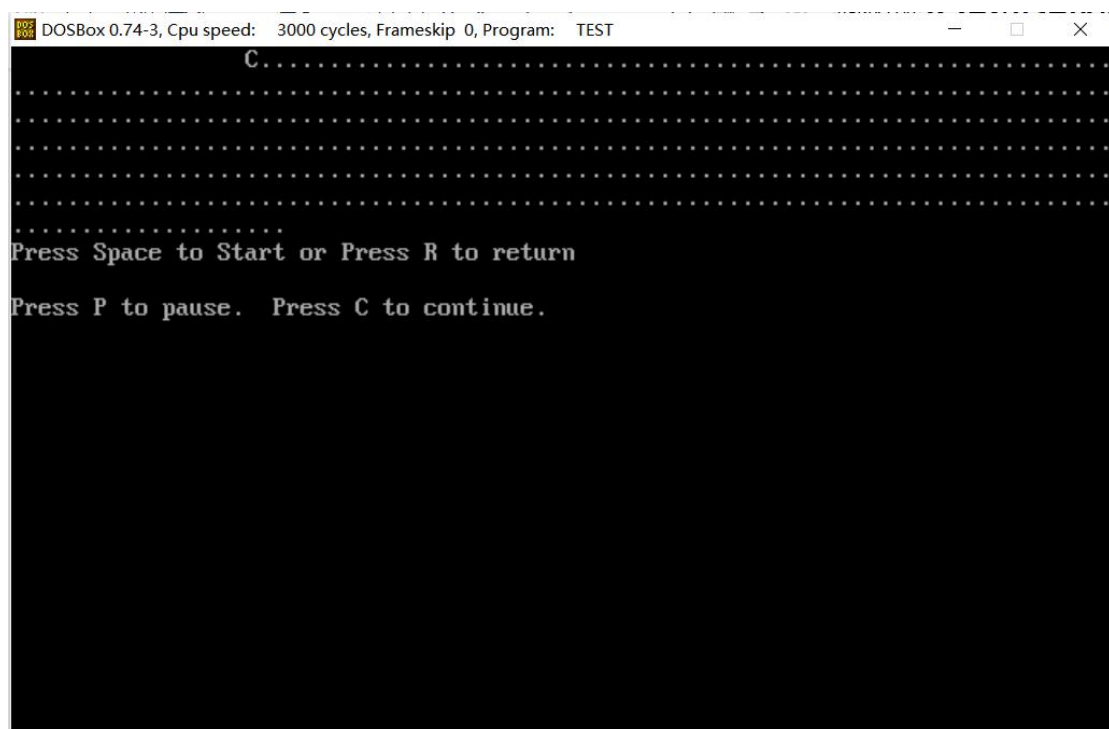 DOSBox 0.74-3, Cpu speed: 3000 cycles, Frameskip 0, Program: TEST
C..............................................................
................................................................................
................................................................................
................................................................................
................................................................................
................................................................................
....................
Press Space to Start or Press R to return
Press P to pause. Press C to continue.